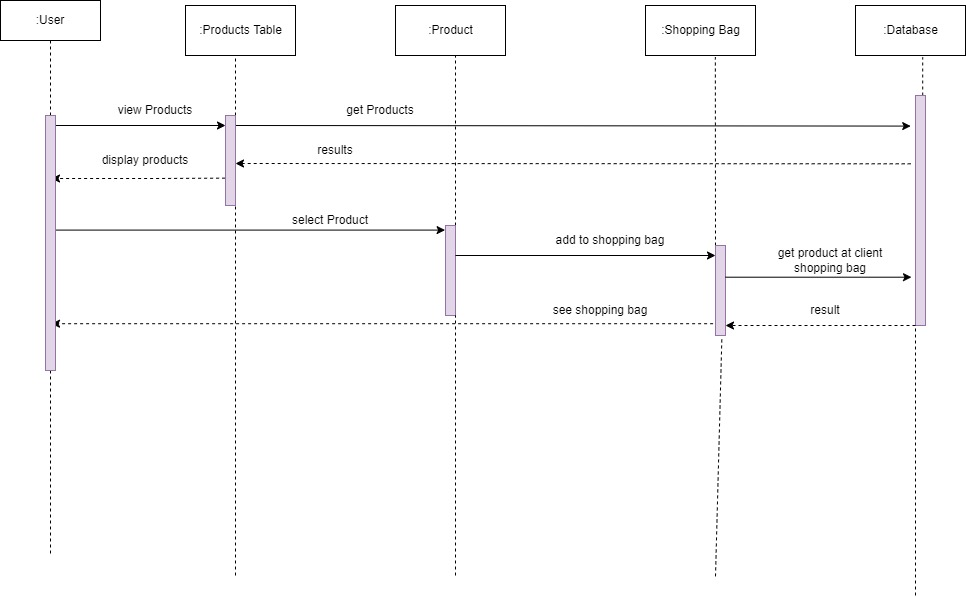 :User
:Products Table
:Product
:Shopping Bag
:Database
view Products
get Products
results
display products
select Product
add to shopping bag
get product at client
shopping bag
see shopping bag
result